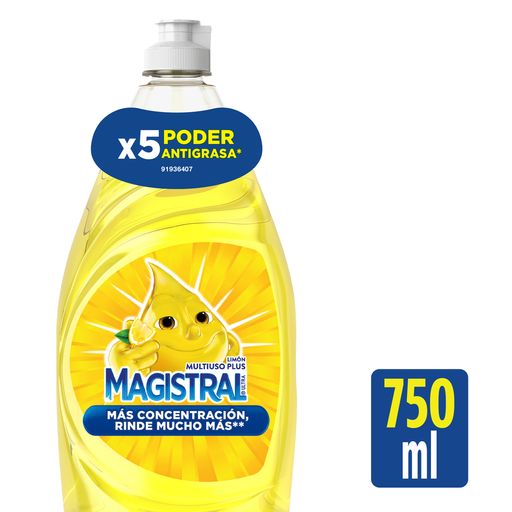 x5 PODER
ANTIGRASA*
91936407
LIMÓN
MULTIUSO PLUS
MAGISTRAL
ULTRA
MÁS CONCENTRACIÓN,
RINDE MUCHO MÁS**
750
ml